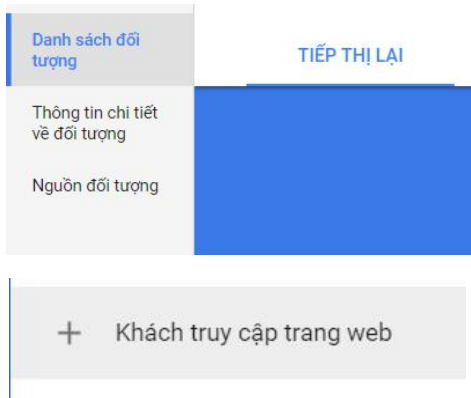 Danh sách đối
tượng
TIẾP THỊ LẠI
Thông tin chi tiết
về đối tượng
Nguồn đối tượng
+ Khách truy cập trang web